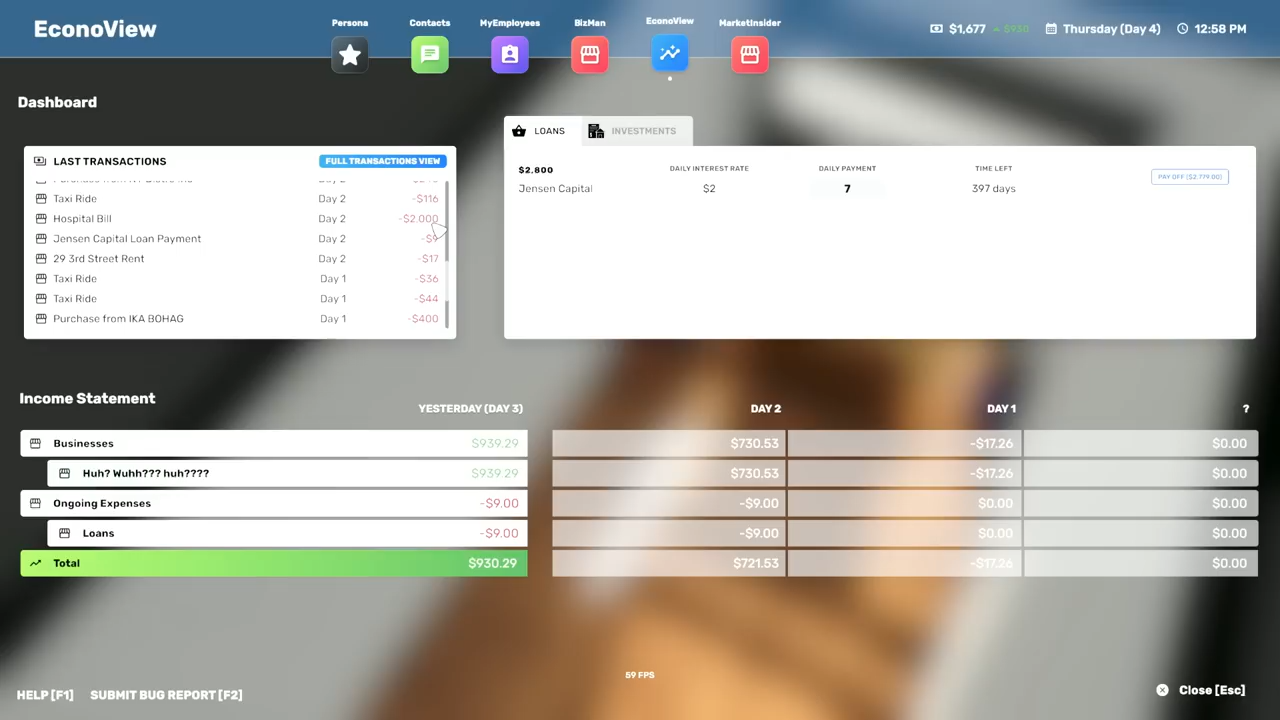 EconoView
Persona
Contacts
MyEmployees
BizMan
EconoView
MarketInsider
$1,677 $930
Thursday (Day 4)
12:58 PM
Dashboard
LAST TRANSACTIONS
FULL TRANSACTIONS VIEW
Taxi Ride Day 2 -$116
Hospital Bill Day 2 -$2.000
Jensen Capital Loan Payment Day 2 -$9
29 3rd Street Rent Day 2 -$17
Taxi Ride Day 1 -$36
Taxi Ride Day 1 -$44
Purchase from IKA BOHAG Day 1 -$400
LOANS
INVESTMENTS
$2,800 DAILY INTEREST RATE DAILY PAYMENT TIME LEFT
Jensen Capital $2 7 397 days
PAY OFF ($2 779.00)
Income Statement
YESTERDAY (DAY 3) DAY 2 DAY 1 ?
Businesses $939.29 $730.53 -$17.26 $0.00
Huh? Wuhh??? huh???? $939.29 $730.53 -$17.26 $0.00
Ongoing Expenses -$9.00 -$9.00 $0.00 $0.00
Loans -$9.00 -$9.00 $0.00 $0.00
Total $930.29 $721.53 -$17.26 $0.00
59 FPS
HELP [F1] SUBMIT BUG REPORT [F2]
Close [Esc]